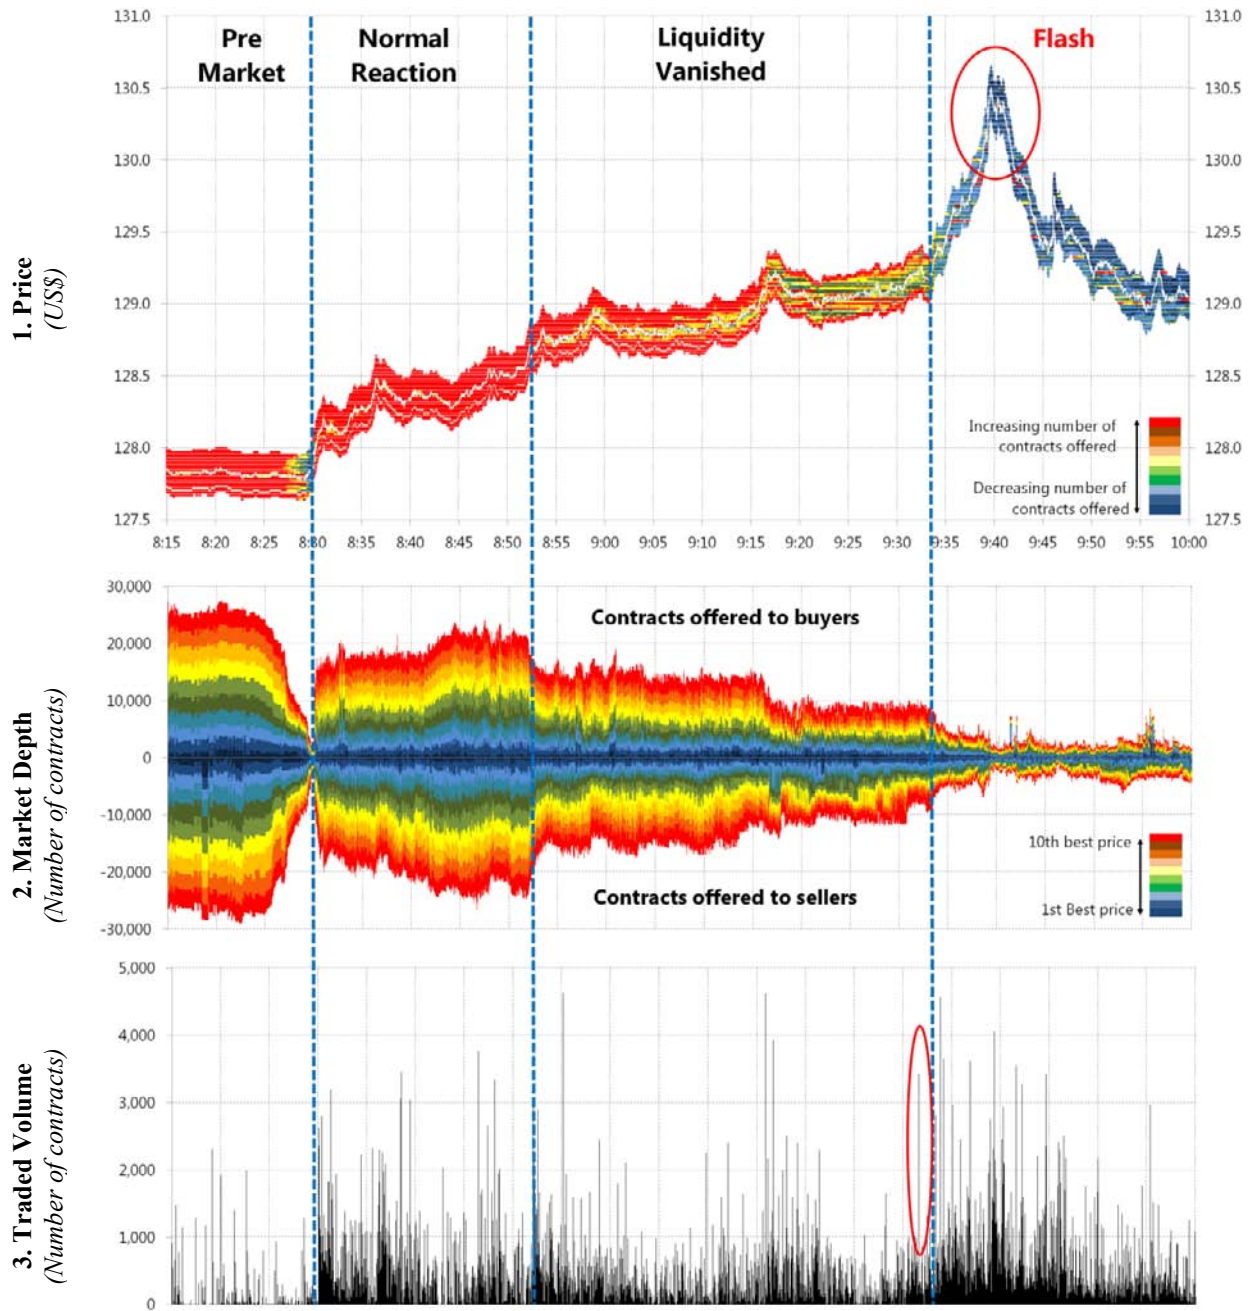 131.0
130.5
130.0
129.5
129.0
128.5
128.0
127.5
1. Price
(US$)
Pre
Market
Normal
Reaction
Liquidity
Vanished
Flash
131.0
130.5
130.0
129.5
129.0
128.5
128.0
127.5
Increasing number of
contracts offered
Decreasing number of
contracts offered
8:15 8:20 8:25 8:30 8:35 8:40 8:45 8:50 8:55 9:00 9:05 9:10 9:15 9:20 9:25 9:30 9:35 9:40 9:45 9:50 9:55 10:00
2. Market Depth
(Number of contracts)
30,000
20,000
10,000
0
-10,000
-20,000
-30,000
Contracts offered to buyers
Contracts offered to sellers
10th best price
1st Best price
3. Traded Volume
(Number of contracts)
5,000
4,000
3,000
2,000
1,000
0